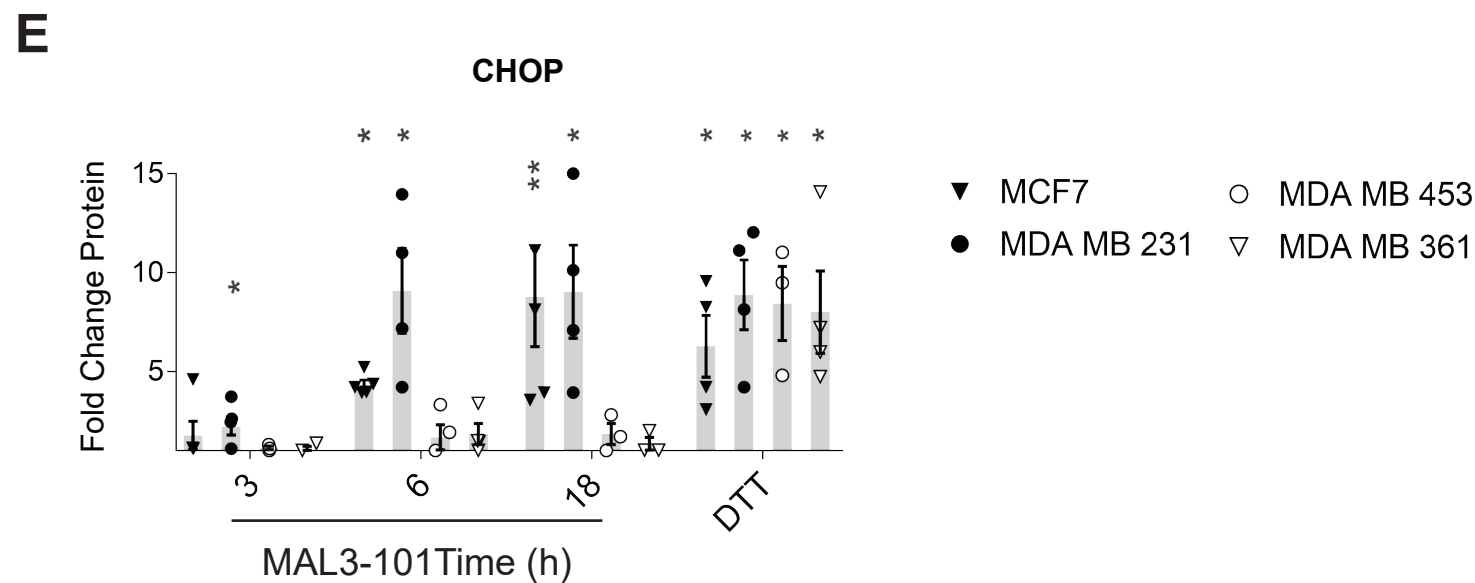 E
CHOP
* * * * * * *
* *
*
15
10
5
Fold Change Protein
3 6 18 DTT
MAL3-101Time (h)
MCF7
MDA MB 231
MDA MB 453
MDA MB 361